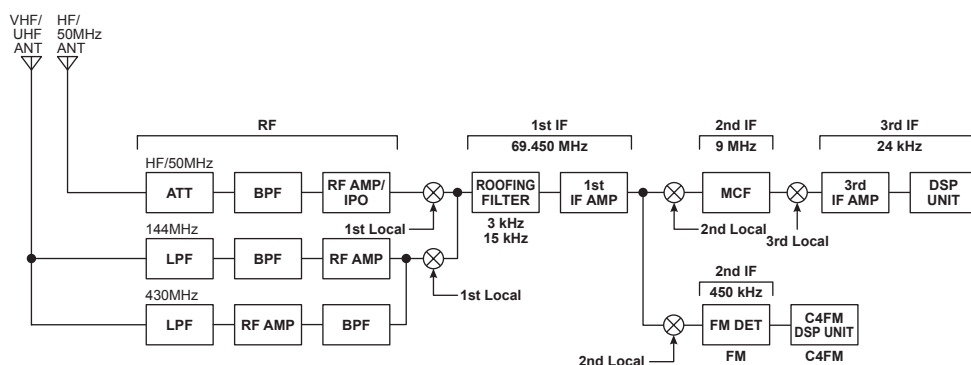 VHF/
UHF
ANT
HF/
50MHz
ANT
RF
1st IF
69.450 MHz
2nd IF
9 MHz
3rd IF
24 kHz
HF/50MHz
ATT
BPF
RF AMP/
IPO
1st Local
ROOFING
FILTER
3 kHz
15 kHz
1st
IF AMP
2nd Local
MCF
3rd Local
3rd
IF AMP
DSP
UNIT
144MHz
LPF
BPF
RF AMP
1st Local
430MHz
LPF
RF AMP
BPF
2nd IF
450 kHz
2nd Local
FM DET
FM
C4FM
DSP UNIT
C4FM